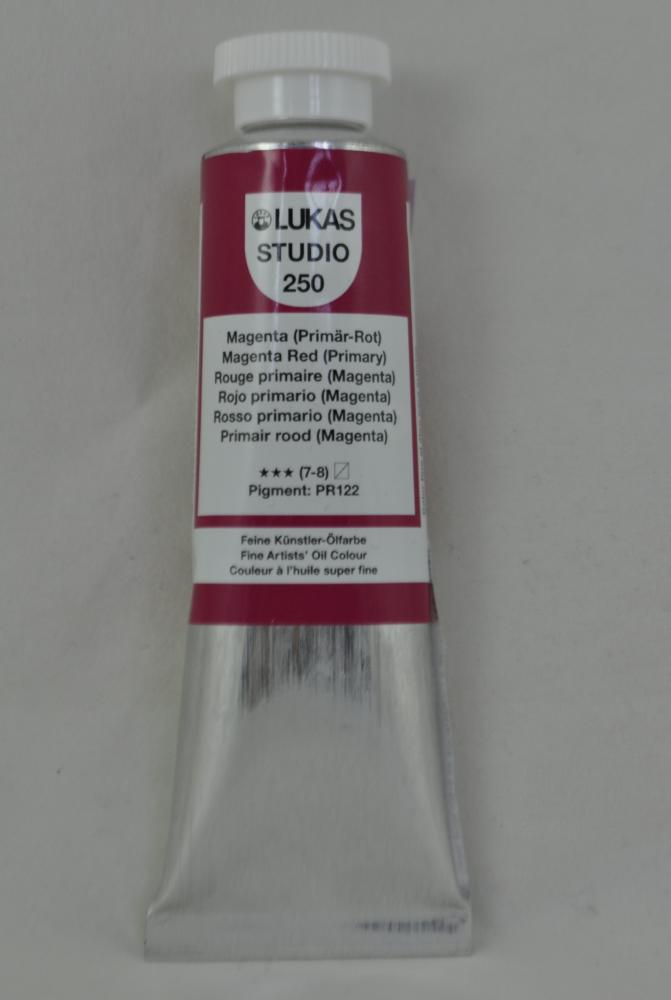 LUKAS
STUDIO
250
Magenta (Primär-Rot)
Magenta Red (Primary)
Rouge primaire (Magenta)
Rojo primario (Magenta)
Rosso primario (Magenta)
Primair rood (Magenta)
★★★ (7-8)
Pigment: PR122
Feine Künstler-Ölfarbe
Fine Artists' Oil Colour
Couleur à l'huile super fine